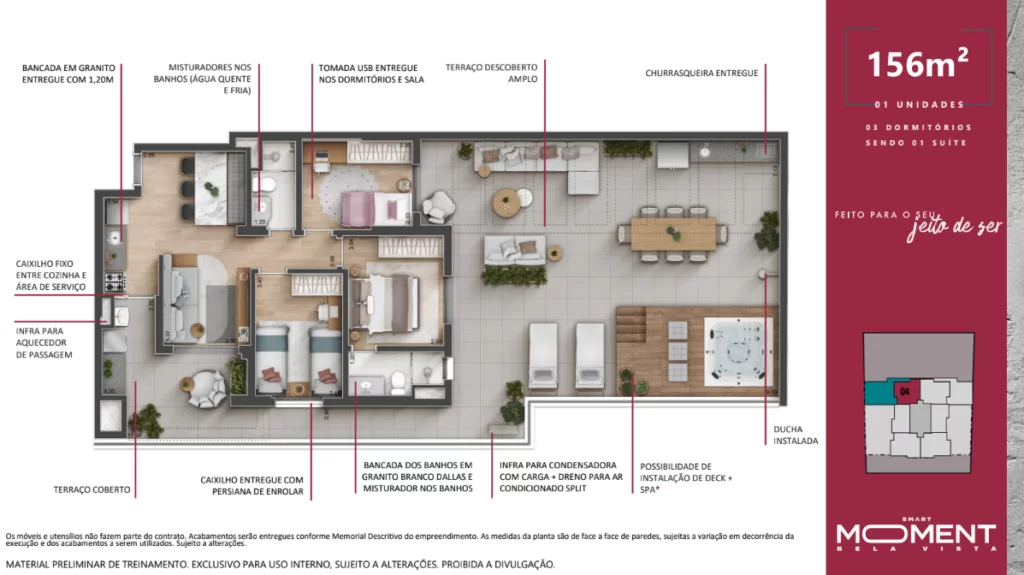 BANCADA EM GRANITO
ENTREGUE COM 1,20M
MISTURADORES NOS
BANHOS (ÁGUA QUENTE
E FRIA)
TOMADA USB ENTREGUE
NOS DORMITÓRIOS E SALA
TERRAÇO DESCOBERTO
AMPLO
CHURRASQUEIRA ENTREGUE
CAIXILHO FIXO
ENTRE COZINHA E
ÁREA DE SERVIÇO
INFRA PARA
AQUECEDOR
DE PASSAGEM
TERRAÇO COBERTO
CAIXILHO ENTREGUE COM
PERSIANA DE ENROLAR
BANCADA DOS BANHOS EM
GRANITO BRANCO DALLAS E
MISTURADOR NOS BANHOS
INFRA PARA CONDENSADORA
COM CARGA + DRENO PARA AR
CONDICIONADO SPLIT
POSSIBILIDADE DE
INSTALAÇÃO DE DECK +
SPA*
DUCHA
INSTALADA
1.20
1.20
Os móveis e utensílios não fazem parte do contrato. Acabamentos serão entregues conforme Memorial Descritivo do empreendimento. As medidas da planta são de face a face de paredes, sujeitas a variação em decorrência da
execução e dos acabamentos a serem utilizados. Sujeito a alterações.
MATERIAL PRELIMINAR DE TREINAMENTO. EXCLUSIVO PARA USO INTERNO, SUJEITO A ALTERAÇÕES. PROIBIDA A DIVULGAÇÃO.
156m²
01 UNIDADES
03 DORMITÓRIOS
SENDO 01 SUÍTE
FEITO PARA O SEU
jeito de ser
04
SMART
MOMENT
BELA VISTA